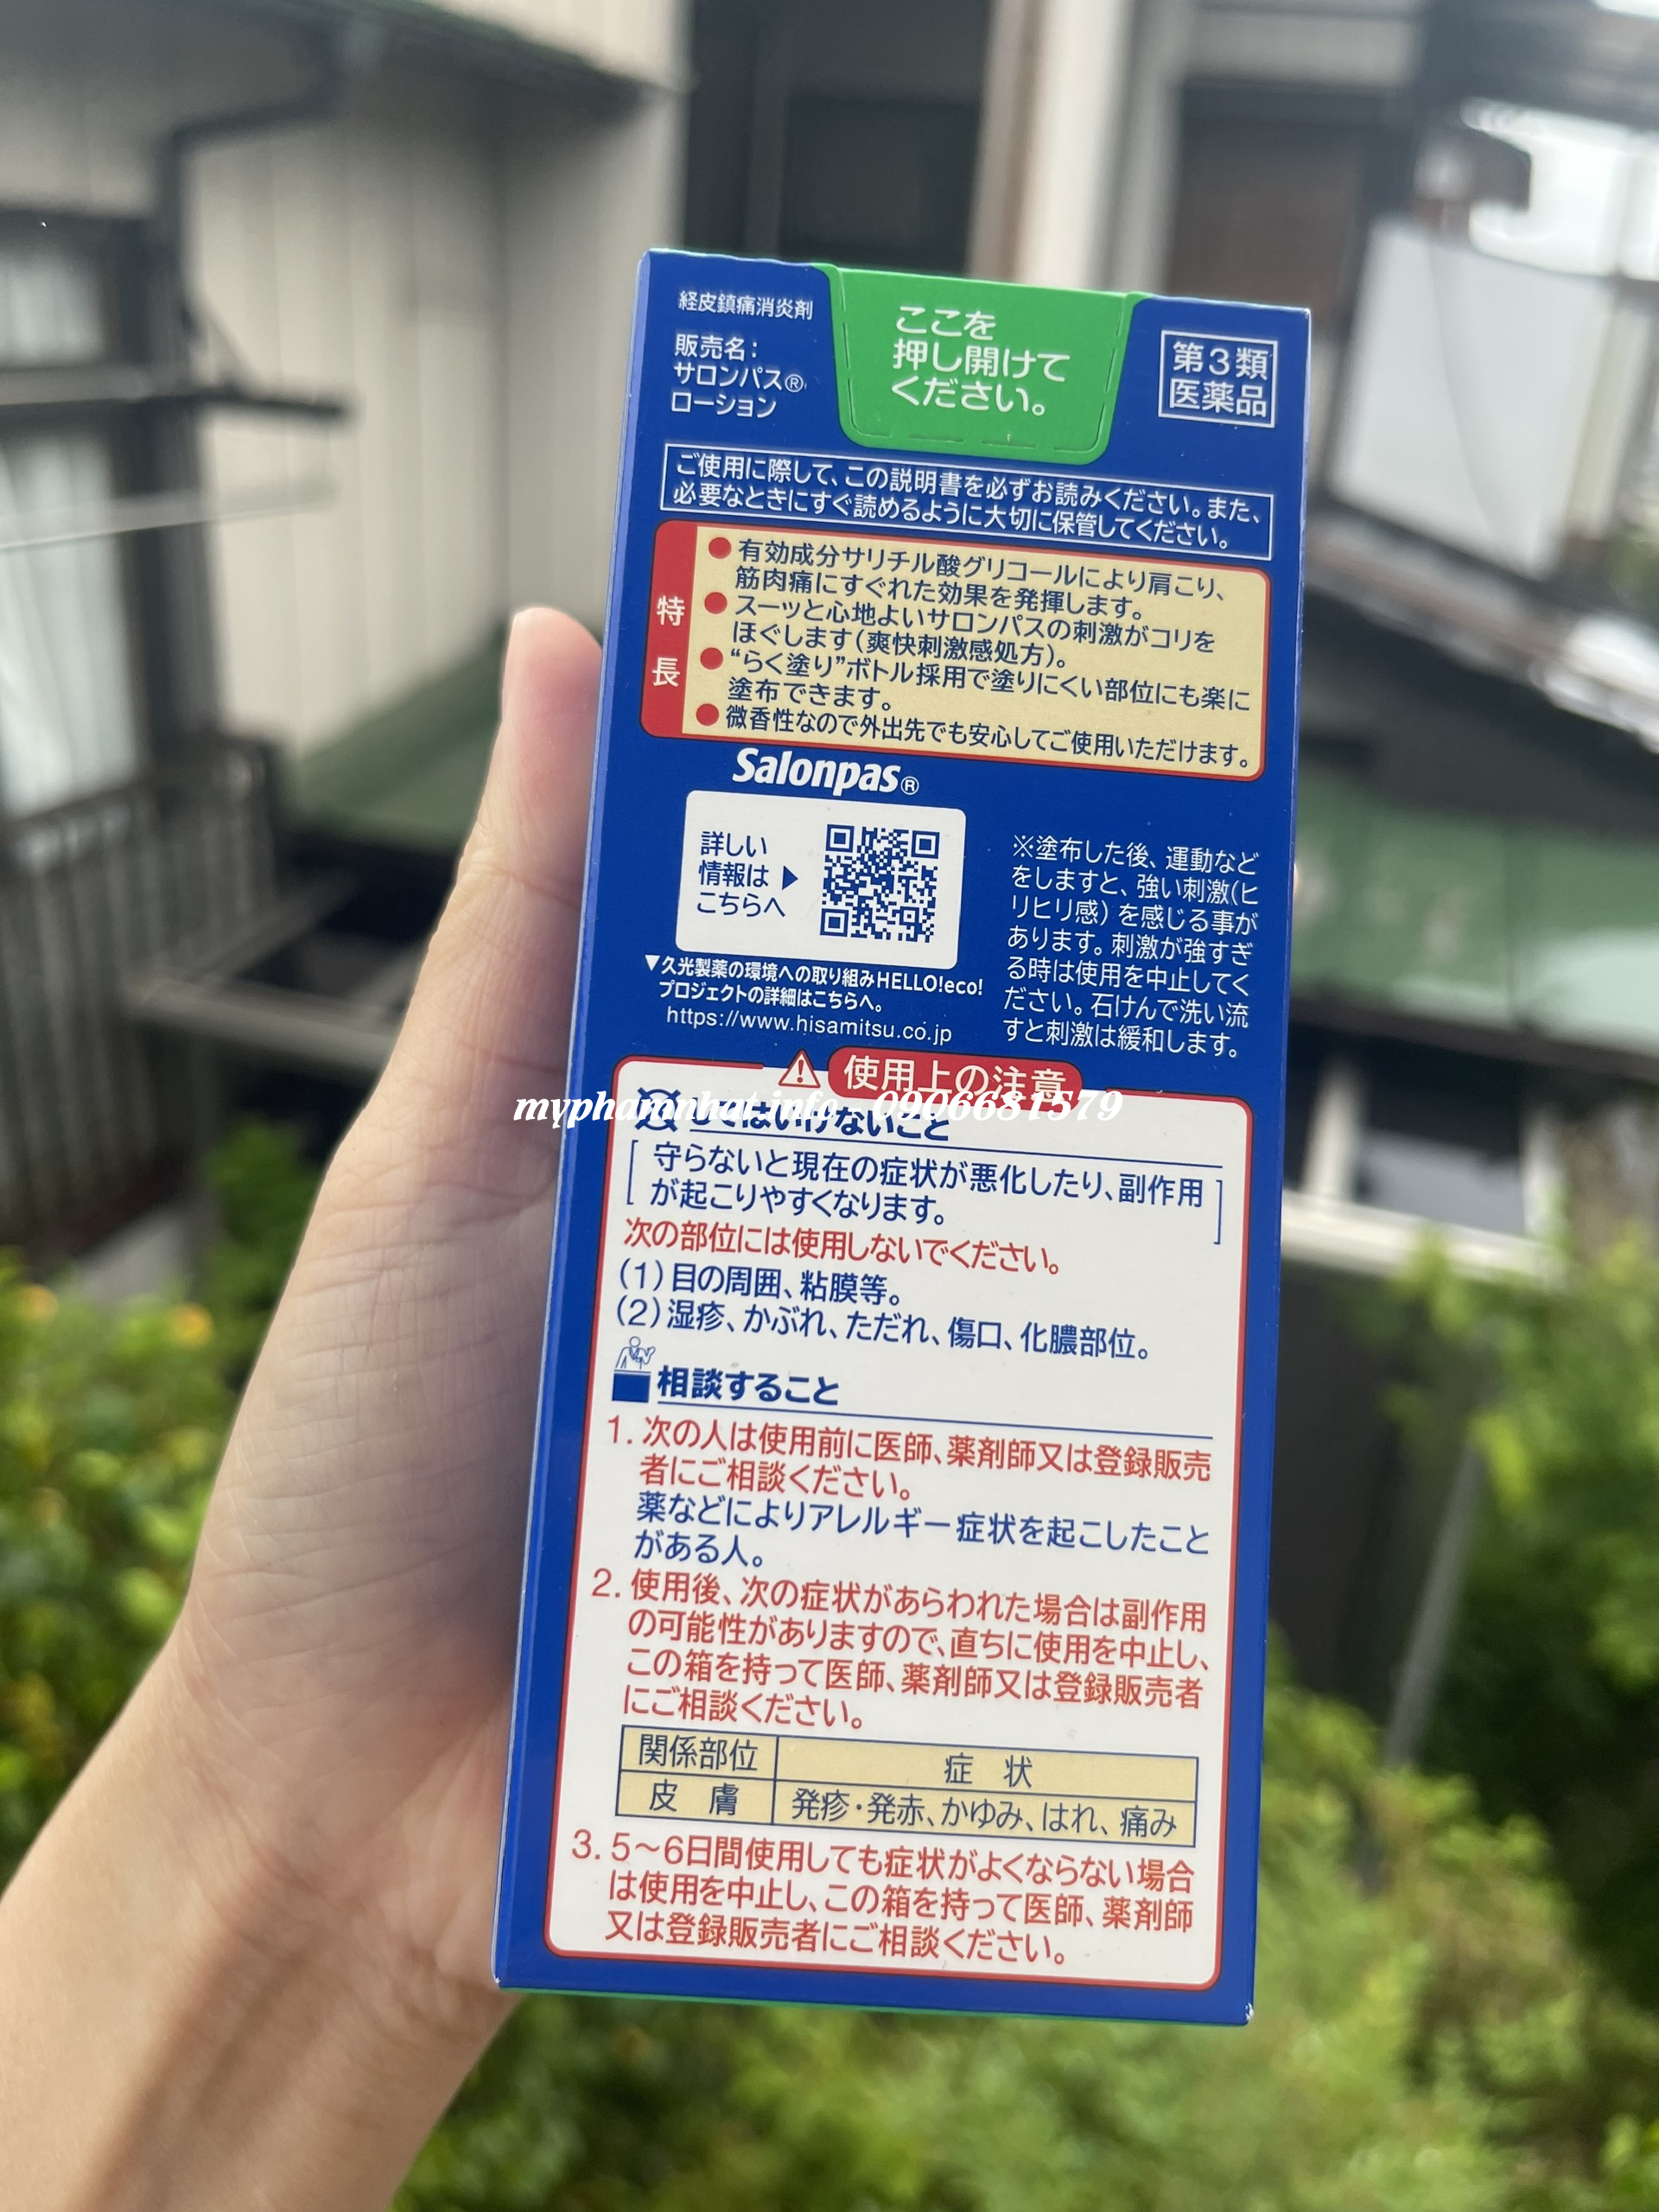 経皮鎮痛消炎剤
販売名：
サロンパス®
ローション
ここを
押し開けて
ください。
第3類
医薬品
ご使用に際して、この説明書を必ずお読みください。また、
必要なときにすぐ読めるように大切に保管してください。
特長
●有効成分サリチル酸グリコールにより肩こり、
筋肉痛にすぐれた効果を発揮します。
●スーッと心地よいサロンパスの刺激がコリを
ほぐします(爽快刺激感処方)。
●“らく塗り”ボトル採用で塗りにくい部位にも楽に
塗布できます。
●微香性なので外出先でも安心してご使用いただけます。
Salonpas®
詳しい
情報は▶
こちらへ
▼久光製薬の環境への取り組みHELLO!eco!
プロジェクトの詳細はこちらへ。
https://www.hisamitsu.co.jp
※塗布した後、運動など
をしますと、強い刺激(ヒ
リヒリ感)を感じる事が
あります。刺激が強すぎ
る時は使用を中止してく
ださい。石けんで洗い流
すと刺激は緩和します。
使用上の注意
myphamnhat.info - 0906681579
してはいけないこと
守らないと現在の症状が悪化したり、副作用
が起こりやすくなります。
次の部位には使用しないでください。
(1)目の周囲、粘膜等。
(2)湿疹、かぶれ、ただれ、傷口、化膿部位。
相談すること
1.次の人は使用前に医師、薬剤師又は登録販売
者にご相談ください。
薬などによりアレルギー症状を起こしたこと
がある人。
2.使用後、次の症状があらわれた場合は副作用
の可能性がありますので、直ちに使用を中止し、
この箱を持って医師、薬剤師又は登録販売者
にご相談ください。
関係部位 症状
皮膚 発疹・発赤、かゆみ、はれ、痛み
3.5～6日間使用しても症状がよくならない場合
は使用を中止し、この箱を持って医師、薬剤師
又は登録販売者にご相談ください。